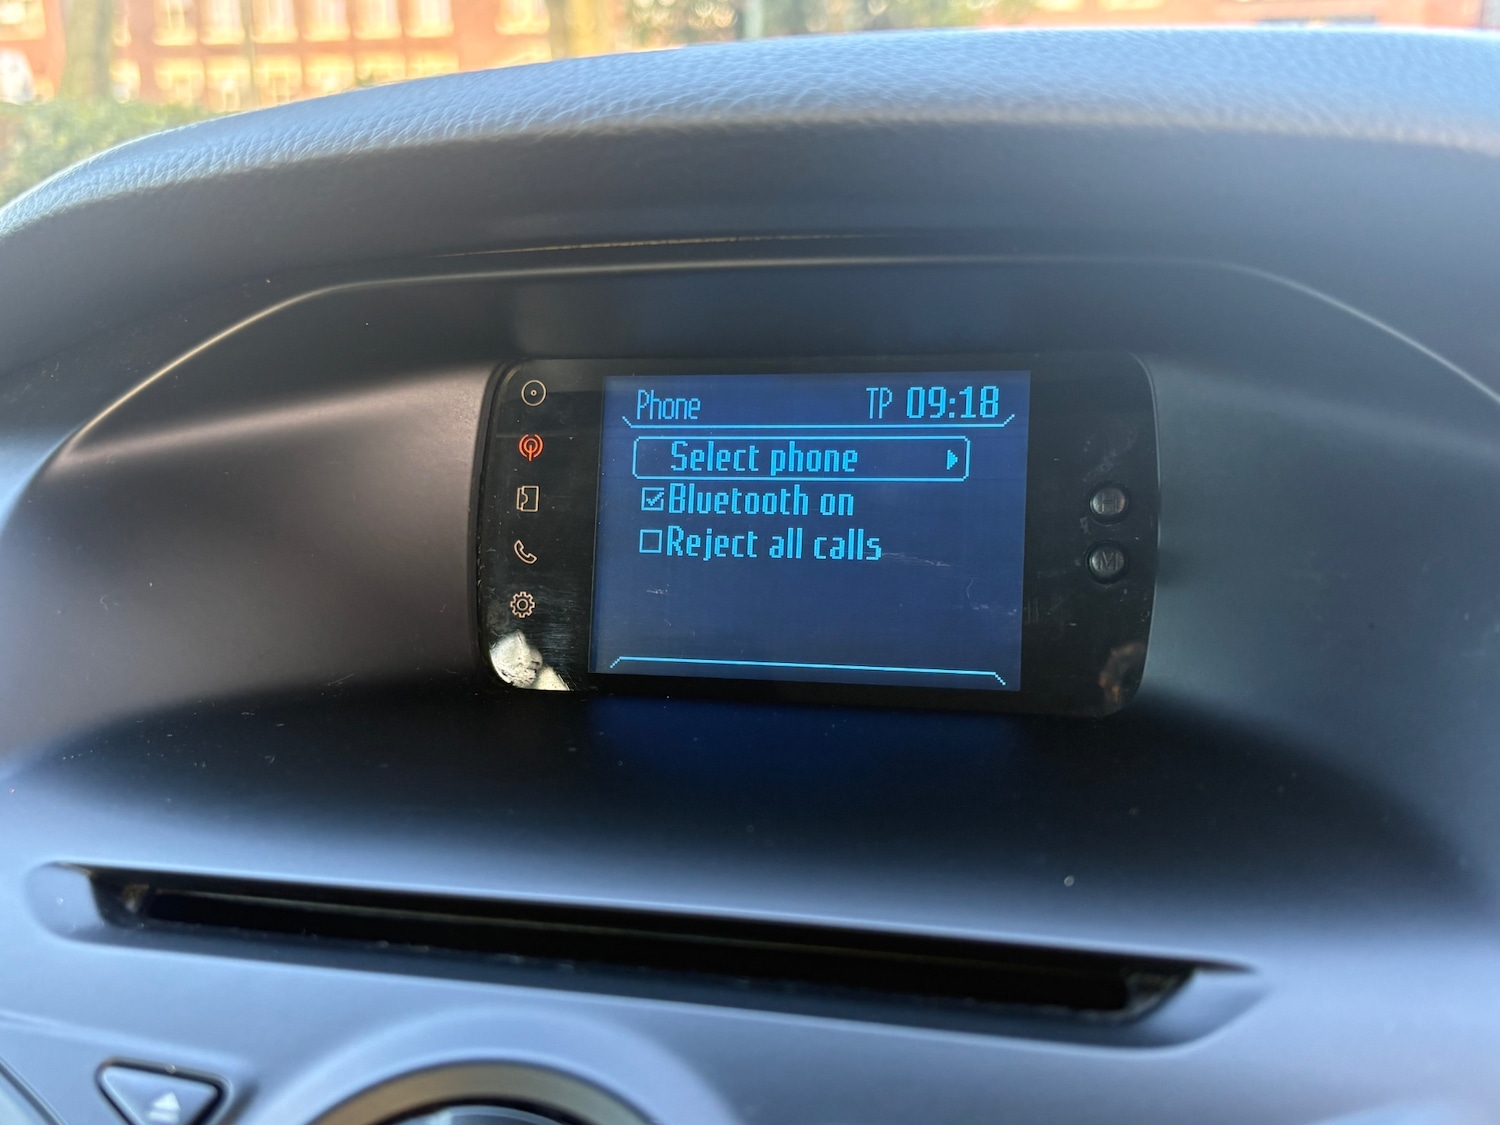 Phone TP 09:18
Select phone
Bluetooth on
Reject all calls
H
M